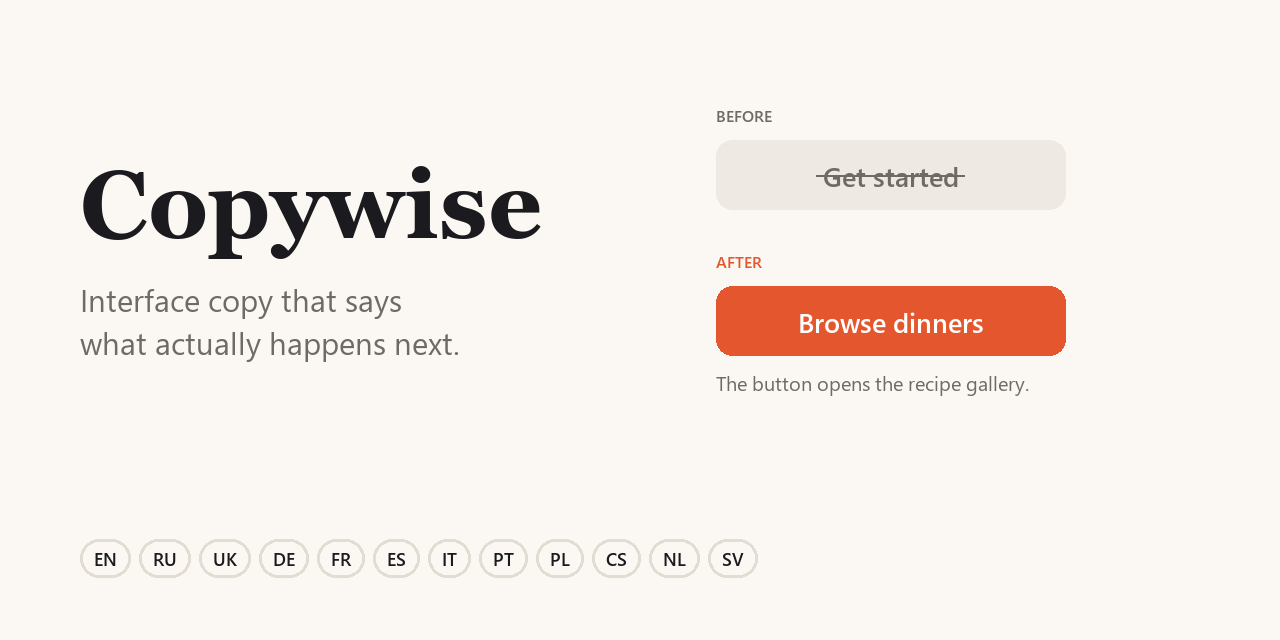 Copywise
Interface copy that says
what actually happens next.
BEFORE
Get started
AFTER
Browse dinners
The button opens the recipe gallery.
EN RU UK DE FR ES IT PT PL CS NL SV